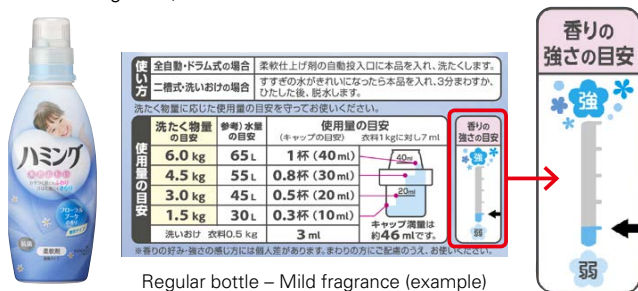 ハミング
フローラル
ブーケ
の香り
柔軟剤
使い方
全自動・ドラム式の場合 柔軟仕上げ剤の自動投入口に本品を入れ、洗たくします。
二槽式・洗いおけの場合 すすぎの水がきれいになったら本品を入れ、3分まわすか、
ひたした後、脱水します。
洗たく物量に応じた使用量の目安を守ってお使いください。
使用量の目安
洗たく物量の目安 参考)水量の目安 使用量の目安
(キャップの目安) 衣料1kgに対し7ml
6.0 kg 65L 1杯(40ml)
4.5 kg 55L 0.8杯(30ml)
3.0 kg 45L 0.5杯(20ml)
1.5 kg 30L 0.3杯(10ml)
洗いおけ 衣料0.5 kg 3 ml
40ml
20ml
キャップ満量は
約46mlです。
香りの
強さの目安
強
弱
※香りの好み・強さの感じ方には個人差があります。まわりの方にご配慮のうえ、お使いください。
Regular bottle – Mild fragrance (example)
香りの
強さの目安
強
弱